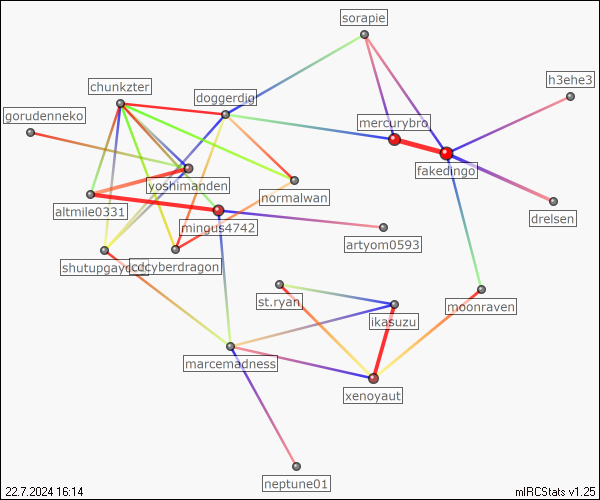 sorapie
h3ehe3
chunkzter
doggerdig
gorudenneko
mercurybro
fakedingo
yoshimanden
normalwan
altmile0331
mingus4742
drelsen
artyom0593
cdcyberdragon
st.ryan
moonraven
ikasuzu
marcemadness
xenoyaut
neptune01
22.7.2024 16:14
mIRCStats v1.25